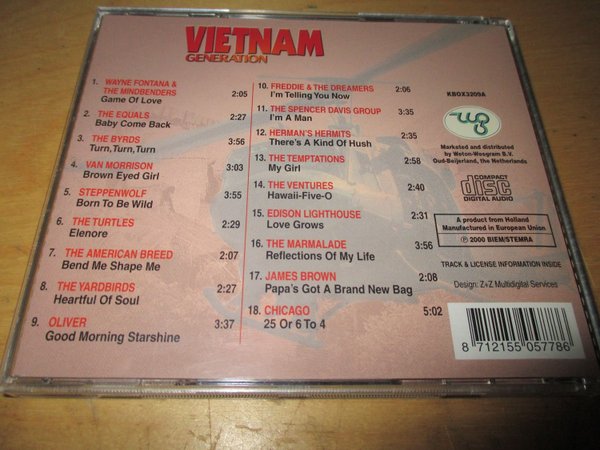 VIETNAM
GENERATION
1. WAYNE FONTANA &
THE MINDBENDERS
Game Of Love 2:05
2. THE EQUALS
Baby Come Back 2:27
3. THE BYRDS
Turn,Turn,Turn 3:56
4. VAN MORRISON
Brown Eyed Girl 3:03
5. STEPPENWOLF
Born To Be Wild 3:55
6. THE TURTLES
Elenore 2:29
7. THE AMERICAN BREED
Bend Me Shape Me 2:07
8. THE YARDBIRDS
Heartful Of Soul 2:27
9. OLIVER
Good Morning Starshine 3:37
10. FREDDIE & THE DREAMERS
I'm Telling You Now 2:06
11. THE SPENCER DAVIS GROUP
I'm A Man 3:35
12. HERMAN'S HERMITS
There's A Kind Of Hush 2:35
13. THE TEMPTATIONS
My Girl 2:58
14. THE VENTURES
Hawaii-Five-O 2:40
15. EDISON LIGHTHOUSE
Love Grows 2:31
16. THE MARMALADE
Reflections Of My Life 3:56
17. JAMES BROWN
Papa's Got A Brand New Bag 2:08
18. CHICAGO
25 Or 6 To 4 5:02
KBOX3209A
wg
Marketed and distributed
by Weton-Wesgram B.V.
Oud-Beijerland, the Netherlands
COMPACT
disc
DIGITAL AUDIO
A product from Holland
Manufactured in European Union
℗ 2000 BIEM/STEMRA
TRACK & LICENSE INFORMATION INSIDE
Design: Z+Z Multidigital Services
8 712155 057786